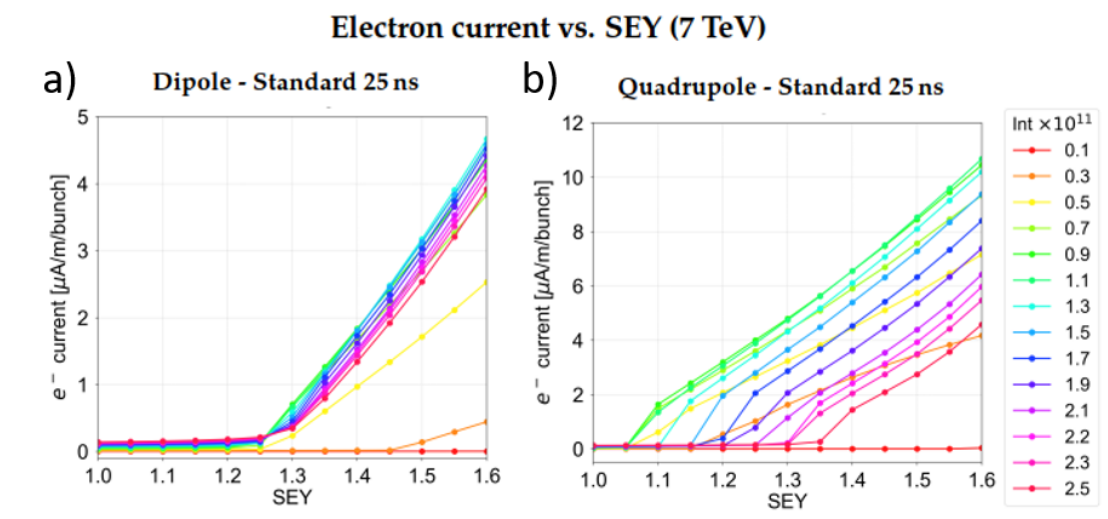 Electron current vs. SEY (7 TeV)
a)
Dipole - Standard 25 ns
5
4
3
2
1
0
e⁻ current [μA/m/bunch]
1.0 1.1 1.2 1.3 1.4 1.5 1.6
SEY
b)
Quadrupole - Standard 25 ns
12
10
8
6
4
2
0
e⁻ current [μA/m/bunch]
1.0 1.1 1.2 1.3 1.4 1.5 1.6
SEY
Int ×10¹¹
0.1
0.3
0.5
0.7
0.9
1.1
1.3
1.5
1.7
1.9
2.1
2.2
2.3
2.5